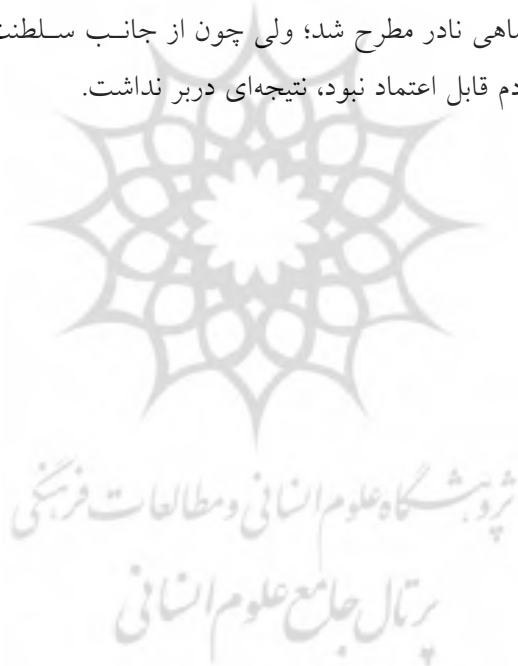 ماهی نادر مطرح شد؛ ولی چون از جانب سلطنت
دم قابل اعتماد نبود، نتیجه‌ای دربر نداشت.
پژوهشگاه علوم انسانی و مطالعات فرهنگی
پرتال جامع علوم انسانی